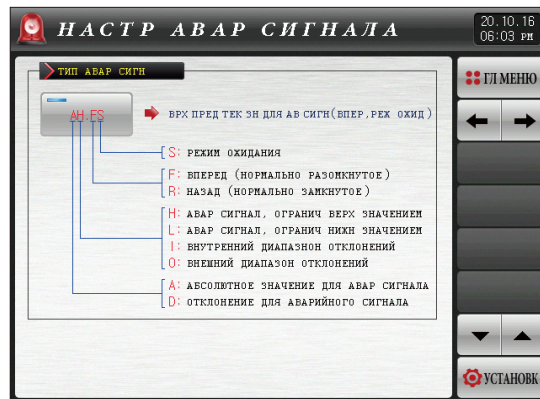 НАСТР АВАР СИГНАЛА
20.10.16
06:03 PM
ТИП АВАР СИГН
ГЛ МЕНЮ
AH.FS
ВРХ ПРЕД ТЕК ЗН ДЛЯ АВ СИГН(ВПЕР,РЕЖ ОЖИД)
S: РЕЖИМ ОЖИДАНИЯ
F: ВПЕРЕД (НОРМАЛЬНО РАЗОМКНУТОЕ)
R: НАЗАД (НОРМАЛЬНО ЗАМКНУТОЕ)
H: АВАР СИГНАЛ, ОГРАНИЧ ВЕРХ ЗНАЧЕНИЕМ
L: АВАР СИГНАЛ, ОГРАНИЧ НИЖН ЗНАЧЕНИЕМ
I: ВНУТРЕННИЙ ДИАПАЗНОН ОТКЛОНЕНИЙ
O: ВНЕШНИЙ ДИАПАЗОН ОТКЛОНЕНИЙ
A: АБСОЛЮТНОЕ ЗНАЧЕНИЕ ДЛЯ АВАР СИГНАЛА
D: ОТКЛОНЕНИЕ ДЛЯ АВАРИЙНОГО СИГНАЛА
УСТАНОВК